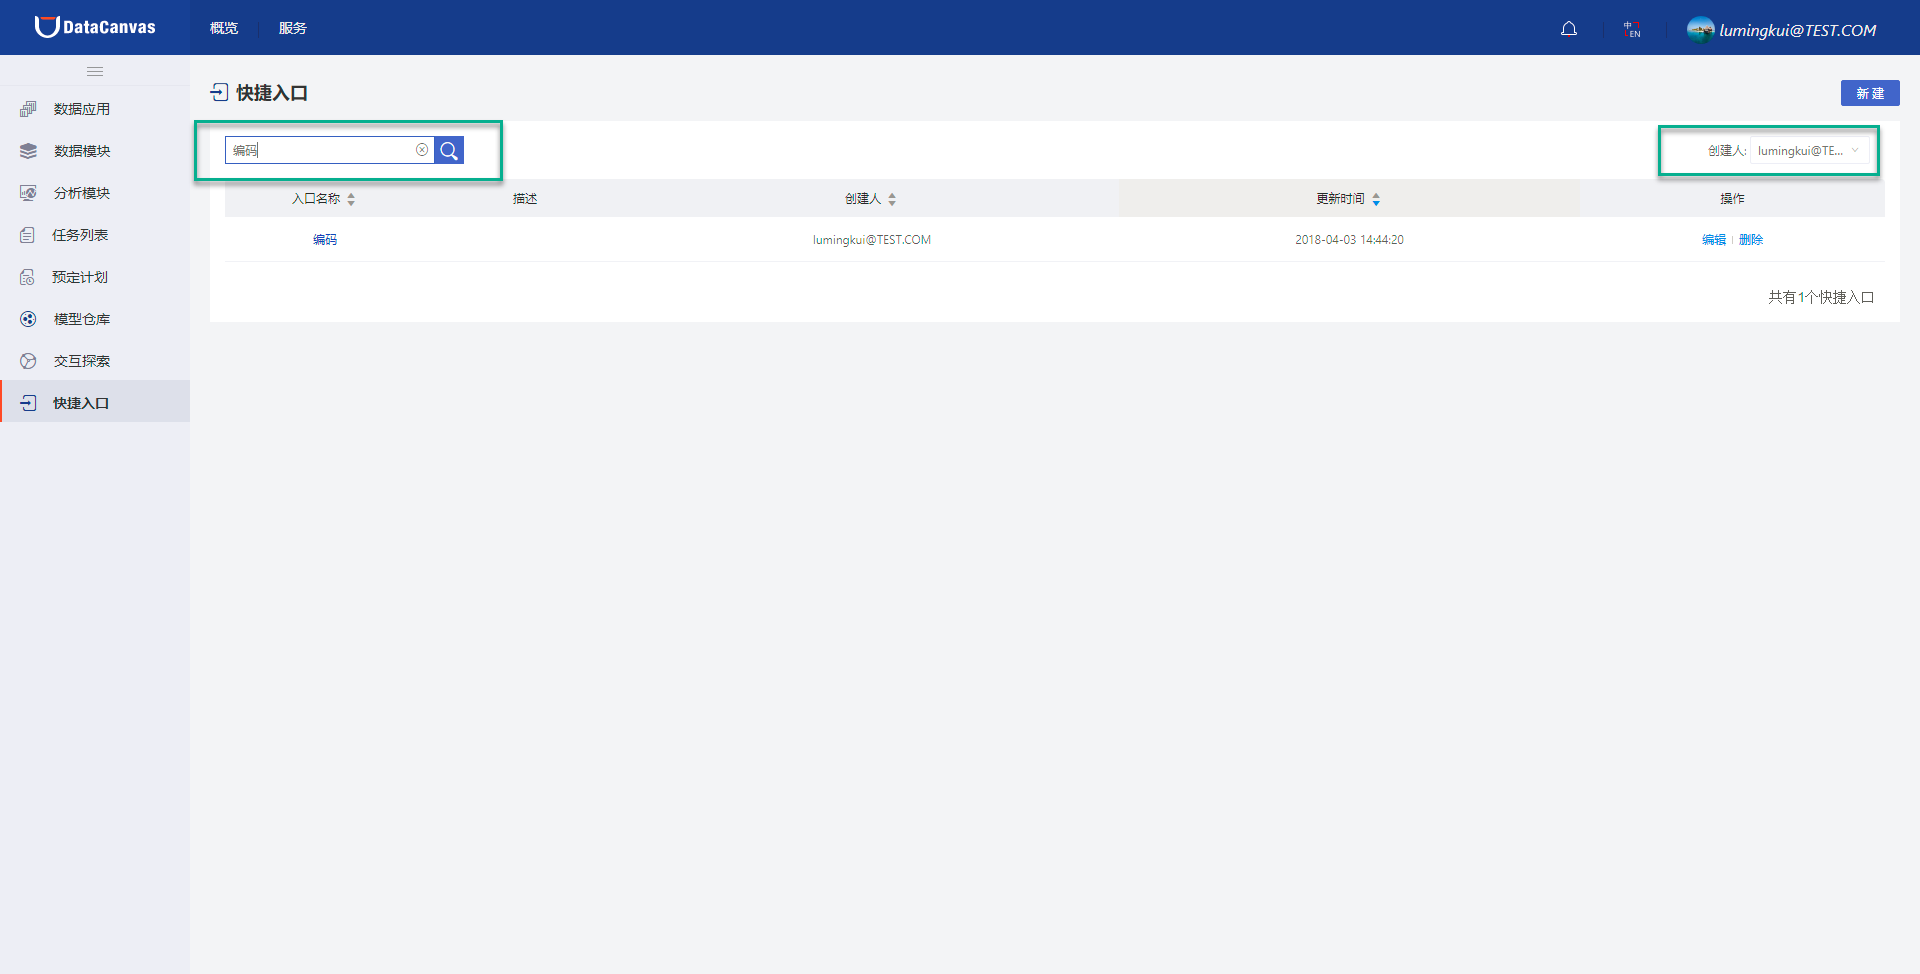 DataCanvas
概览
服务
中
EN
lumingkui@TEST.COM
数据应用
数据模块
分析模块
任务列表
预定计划
模型仓库
交互探索
快捷入口
快捷入口
新建
编码
创建人:
lumingkui@TE...
入口名称
描述
创建人
更新时间
操作
编码
lumingkui@TEST.COM
2018-04-03 14:44:20
编辑
删除
共有1个快捷入口